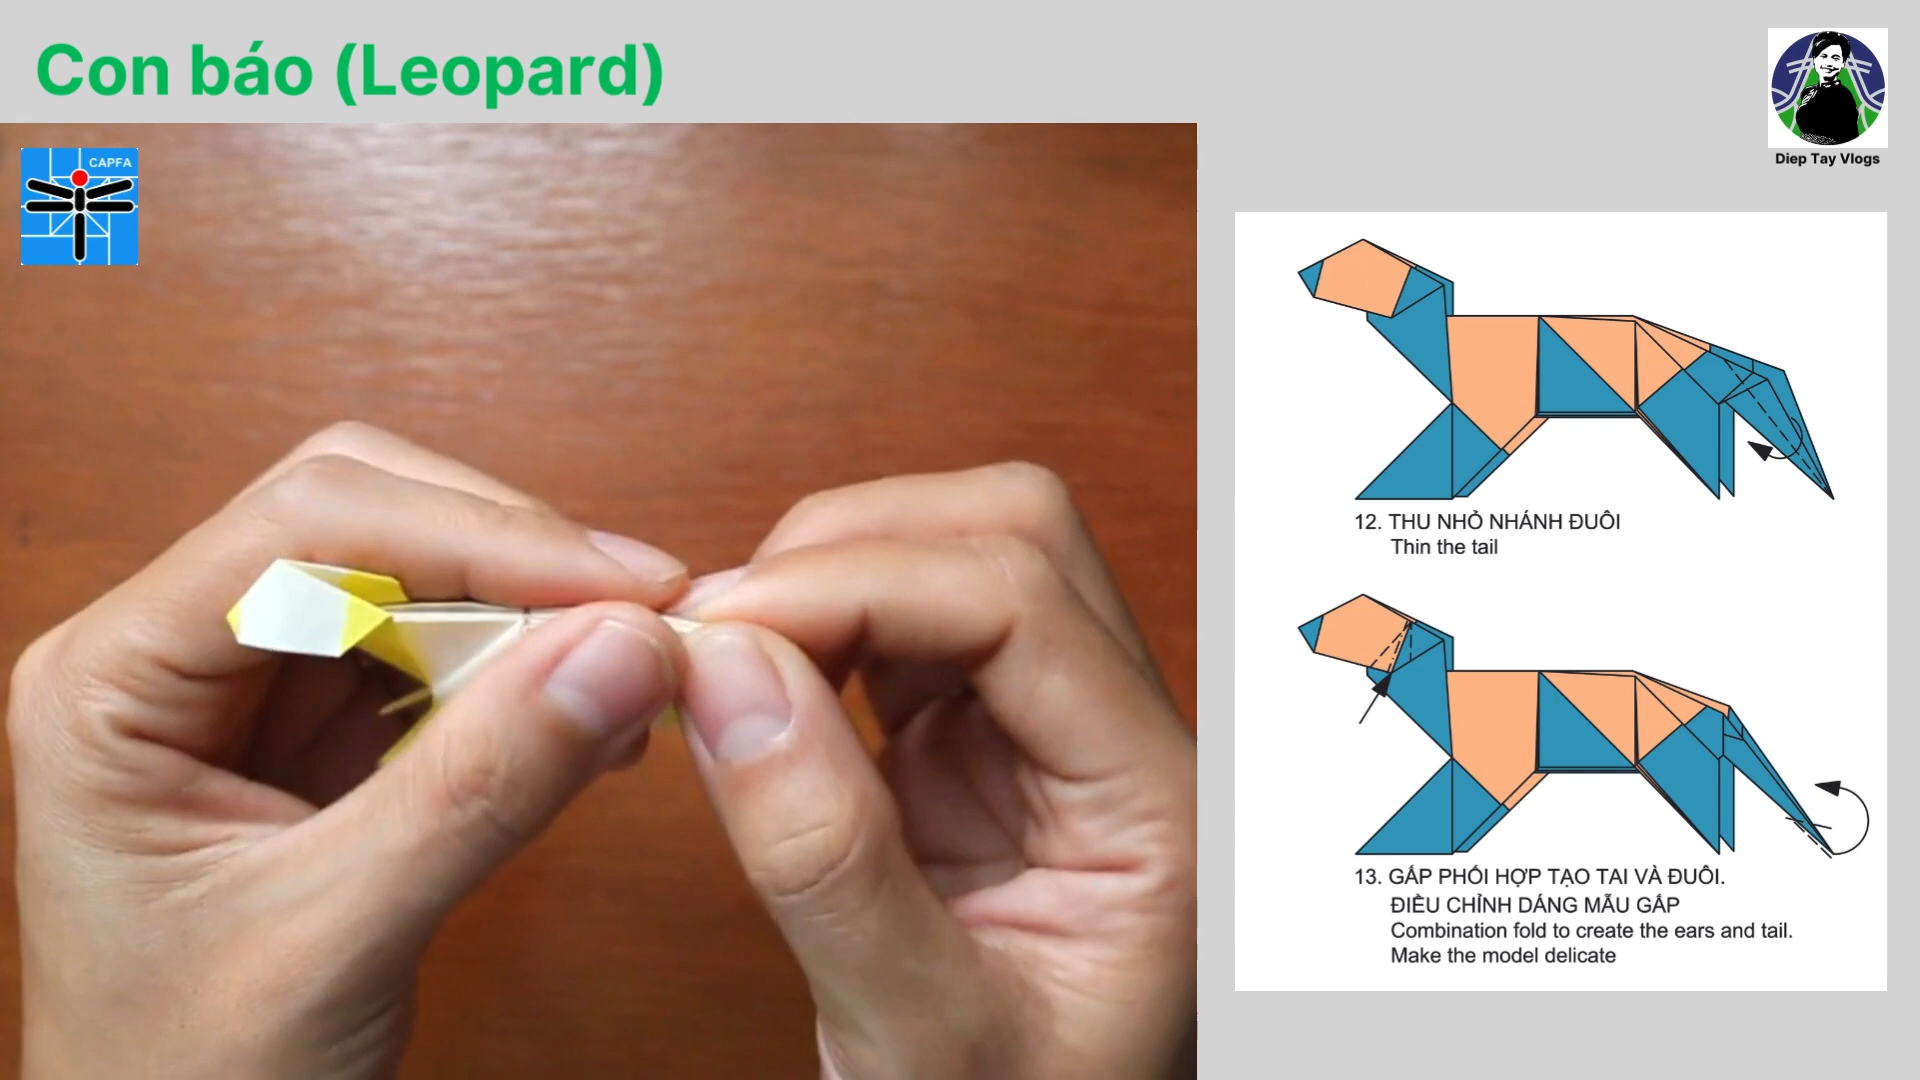 Con báo (Leopard)
CAPFA
Diep Tay Vlogs
12. THU NHỎ NHÁNH ĐUÔI
Thin the tail
13. GẤP PHỐI HỢP TẠO TAI VÀ ĐUÔI.
ĐIỀU CHỈNH DÁNG MẪU GẤP
Combination fold to create the ears and tail.
Make the model delicate